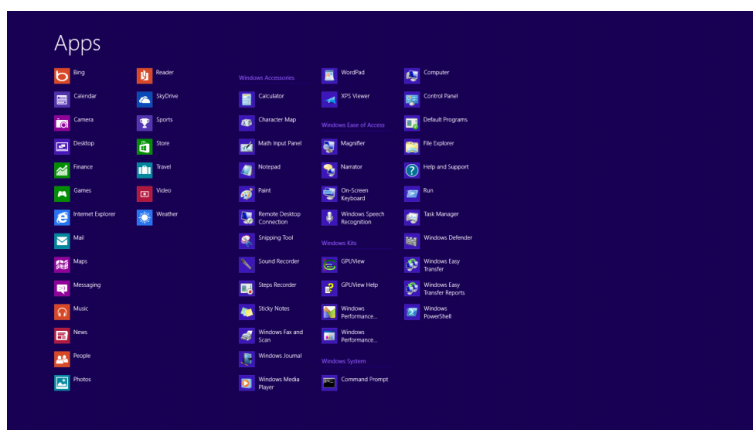 Apps
Bing
Calendar
Camera
Desktop
Finance
Games
Internet Explorer
Mail
Maps
Messaging
Music
News
People
Photos
Reader
SkyDrive
Sports
Store
Travel
Video
Weather
Windows Accessories
Calculator
Character Map
Math Input Panel
Notepad
Paint
Remote Desktop
Connection
Snipping Tool
Sound Recorder
Steps Recorder
Sticky Notes
Windows Fax and
Scan
Windows Journal
Windows Media
Player
WordPad
XPS Viewer
Windows Ease of Access
Magnifier
Narrator
On-Screen
Keyboard
Windows Speech
Recognition
Windows Kits
GPUView
GPUView Help
Windows
Performance...
Windows
Performance...
Windows System
Command Prompt
Computer
Control Panel
Default Programs
File Explorer
Help and Support
Run
Task Manager
Windows Defender
Windows Easy
Transfer
Windows Easy
Transfer Reports
Windows
PowerShell